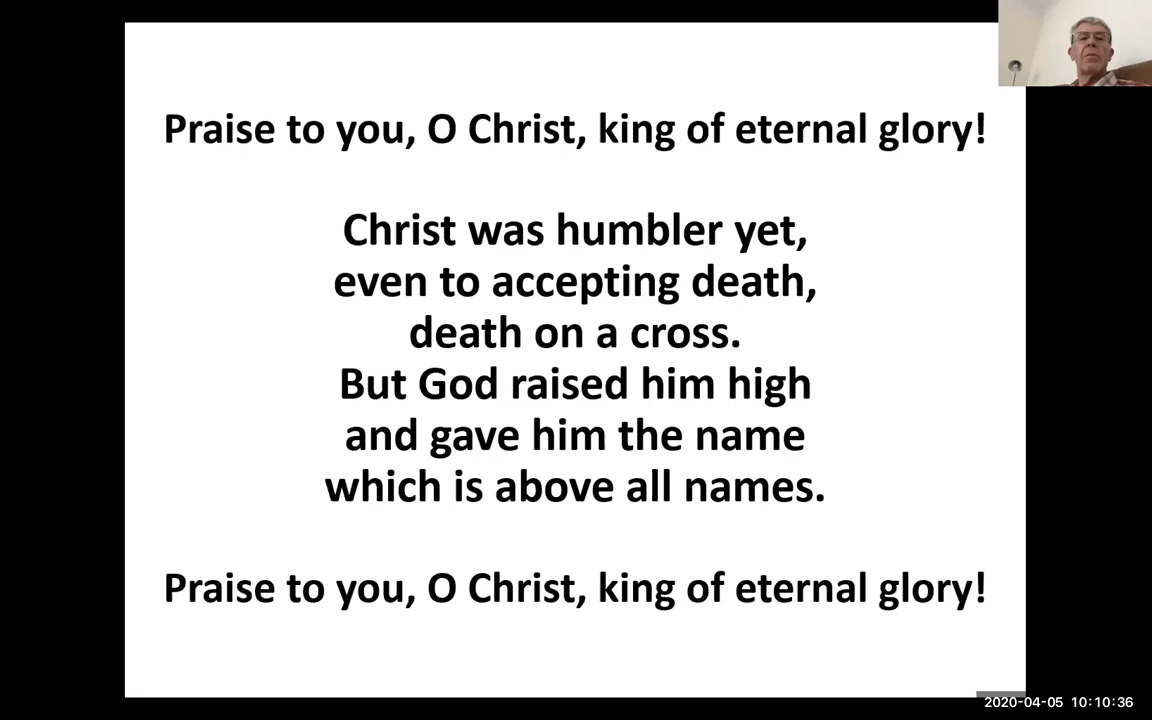 Praise to you, O Christ, king of eternal glory!
Christ was humbler yet,
even to accepting death,
death on a cross.
But God raised him high
and gave him the name
which is above all names.
Praise to you, O Christ, king of eternal glory!
2020-04-05 10:10:36